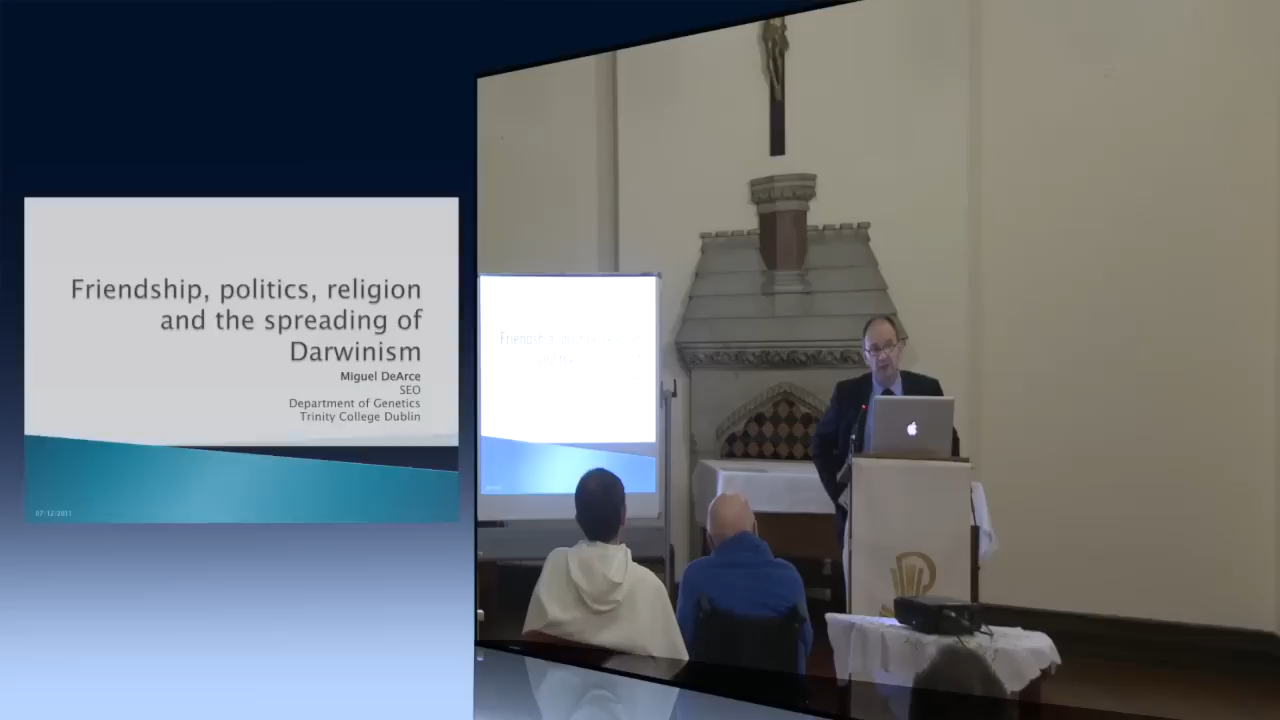 Friendship, politics, religion
and the spreading of
Darwinism
Miguel DeArce
SEO
Department of Genetics
Trinity College Dublin
07/12/2011